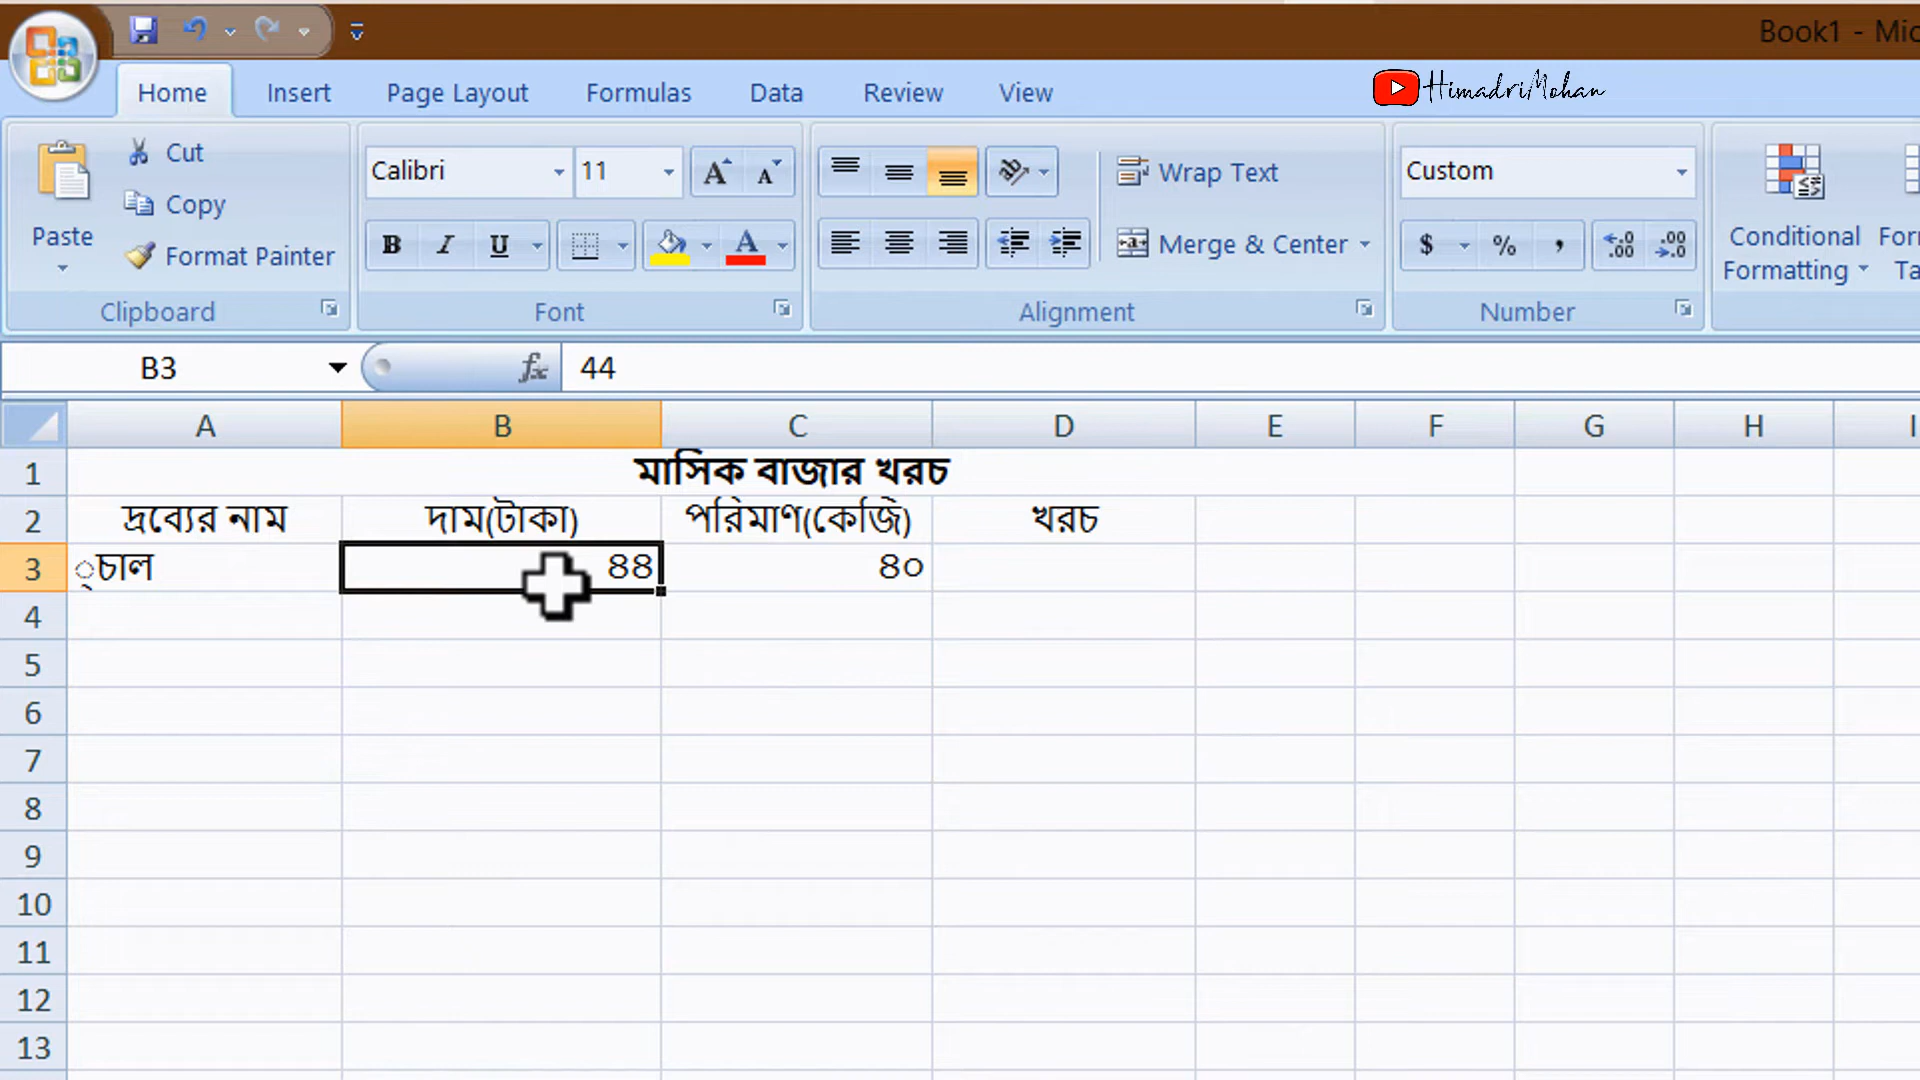 Book1 - Mic
Home Insert Page Layout Formulas Data Review View HimadriMohan
Cut
Copy
Format Painter
Paste
Clipboard
Calibri 11
B I U
Font
Wrap Text
Merge & Center
Alignment
Custom
$ % ,
Number
Conditional
Formatting
B3 fx 44
A B C D E F G H I
1 মাসিক বাজার খরচ
2 দ্রব্যের নাম দাম(টাকা) পরিমাণ(কেজি) খরচ
3 ্চাল ৪৪ ৪০
4
5
6
7
8
9
10
11
12
13